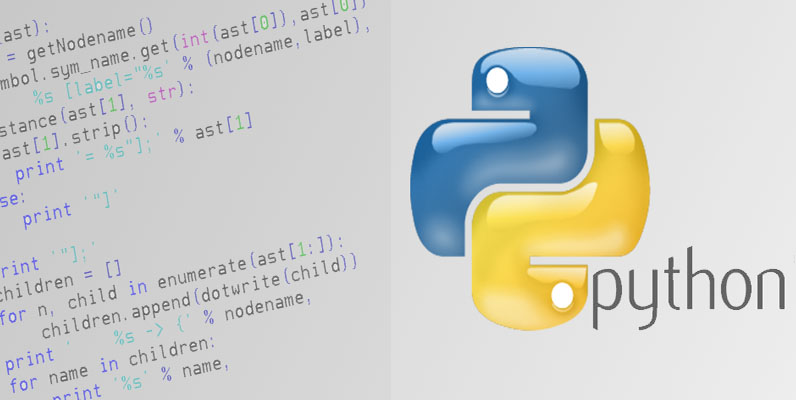 ast):
= getNodename()
mbol.sym_name.get(int(ast[0]),ast[0])
%s [label="%s' % (nodename,label),
stance(ast[1], str):
ast[1].strip():
print '= %s"];' % ast[1]
se:
print '"]'
print '"];'
children = []
for n, child in enumerate(ast[1:]):
children.append(dotwrite(child))
print ' %s -> {' % nodename,
for name in children:
print '%s' % name,
python